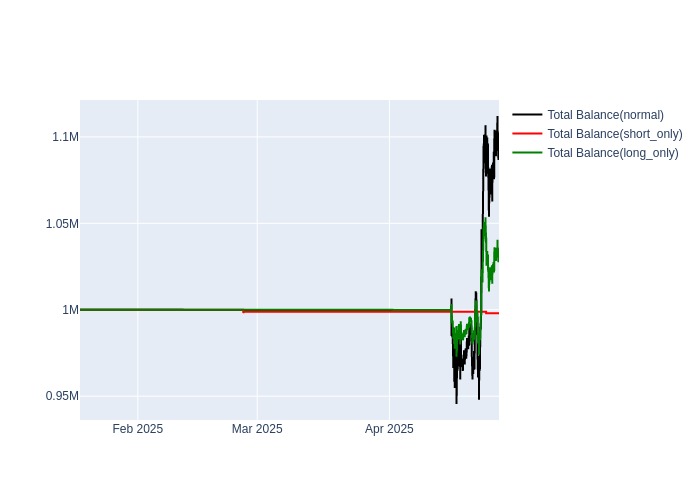 Total Balance(normal)
Total Balance(short_only)
Total Balance(long_only)
1.1M
1.05M
1M
0.95M
Feb 2025
Mar 2025
Apr 2025